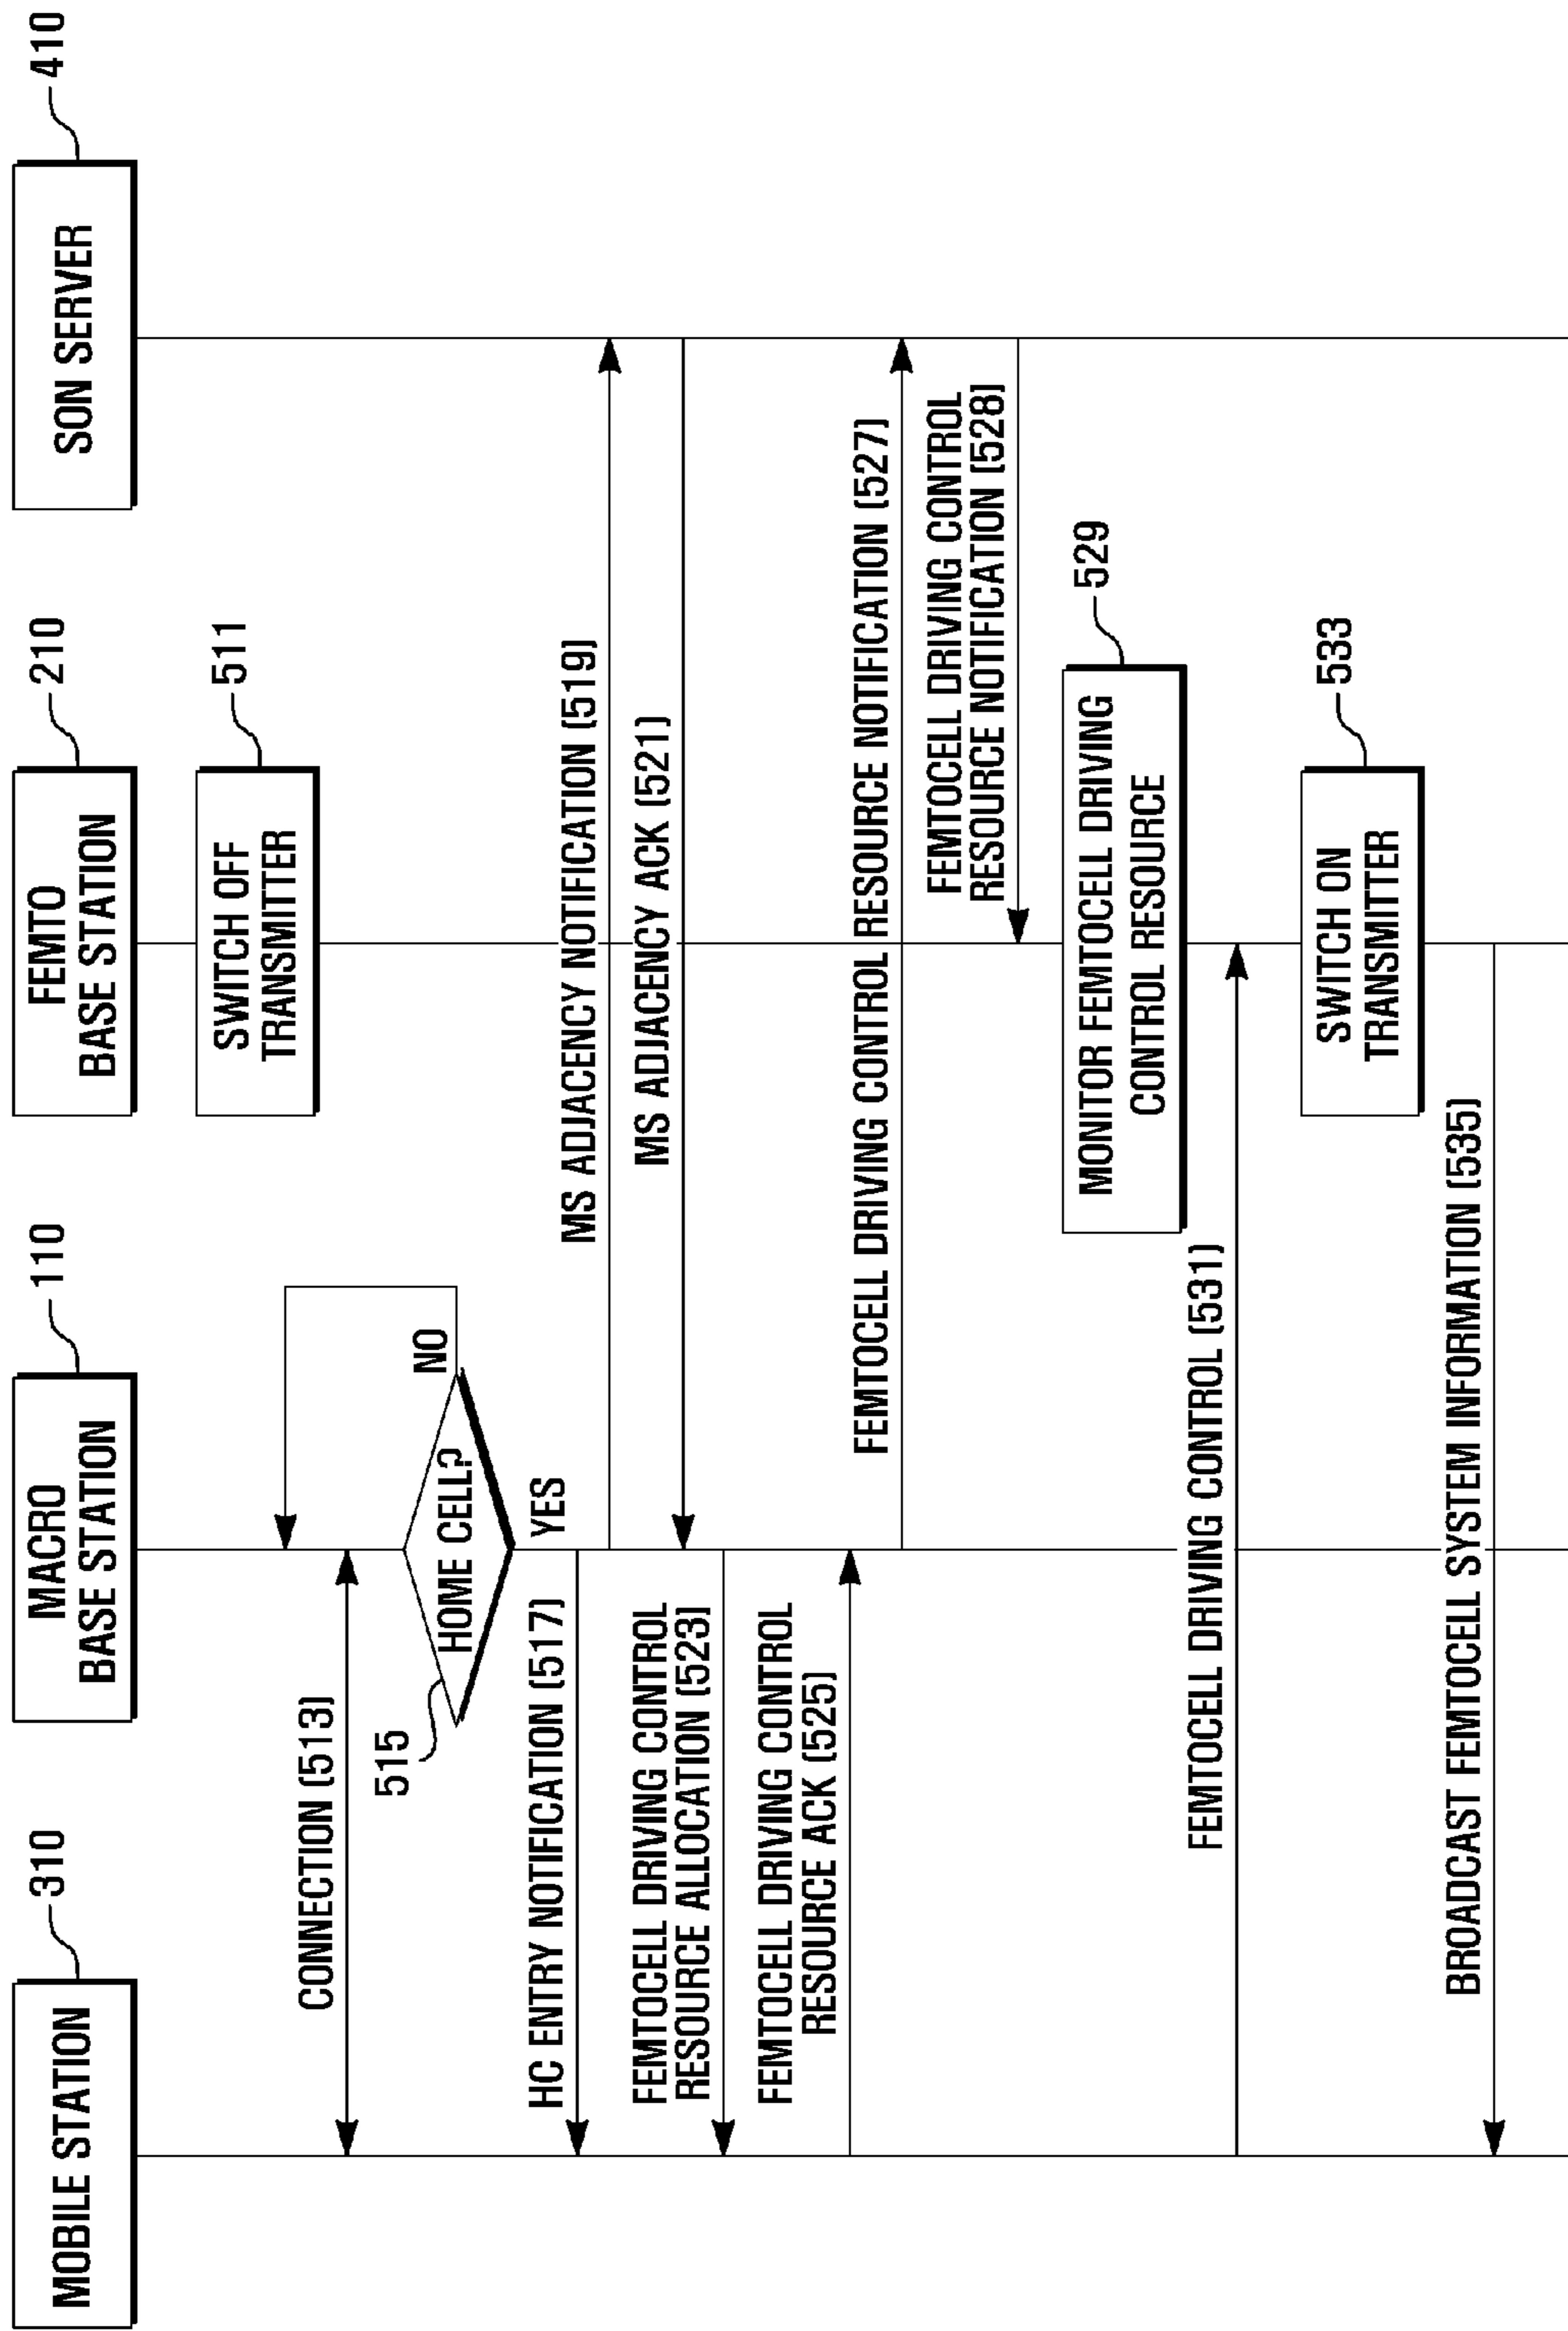 MOBILE STATION
310
MACRO
BASE STATION
110
FEMTO
BASE STATION
210
SON SERVER
410
SWITCH OFF
TRANSMITTER
511
CONNECTION (513)
515
HOME CELL?
NO
YES
HC ENTRY NOTIFICATION (517)
MS ADJACENCY NOTIFICATION (519)
MS ADJACENCY ACK (521)
FEMTOCELL DRIVING CONTROL
RESOURCE ALLOCATION (523)
FEMTOCELL DRIVING CONTROL
RESOURCE ACK (525)
FEMTOCELL DRIVING CONTROL RESOURCE NOTIFICATION (527)
FEMTOCELL DRIVING CONTROL
RESOURCE NOTIFICATION (528)
MONITOR FEMTOCELL DRIVING
CONTROL RESOURCE
529
FEMTOCELL DRIVING CONTROL (531)
SWITCH ON
TRANSMITTER
533
BROADCAST FEMTOCELL SYSTEM INFORMATION (535)